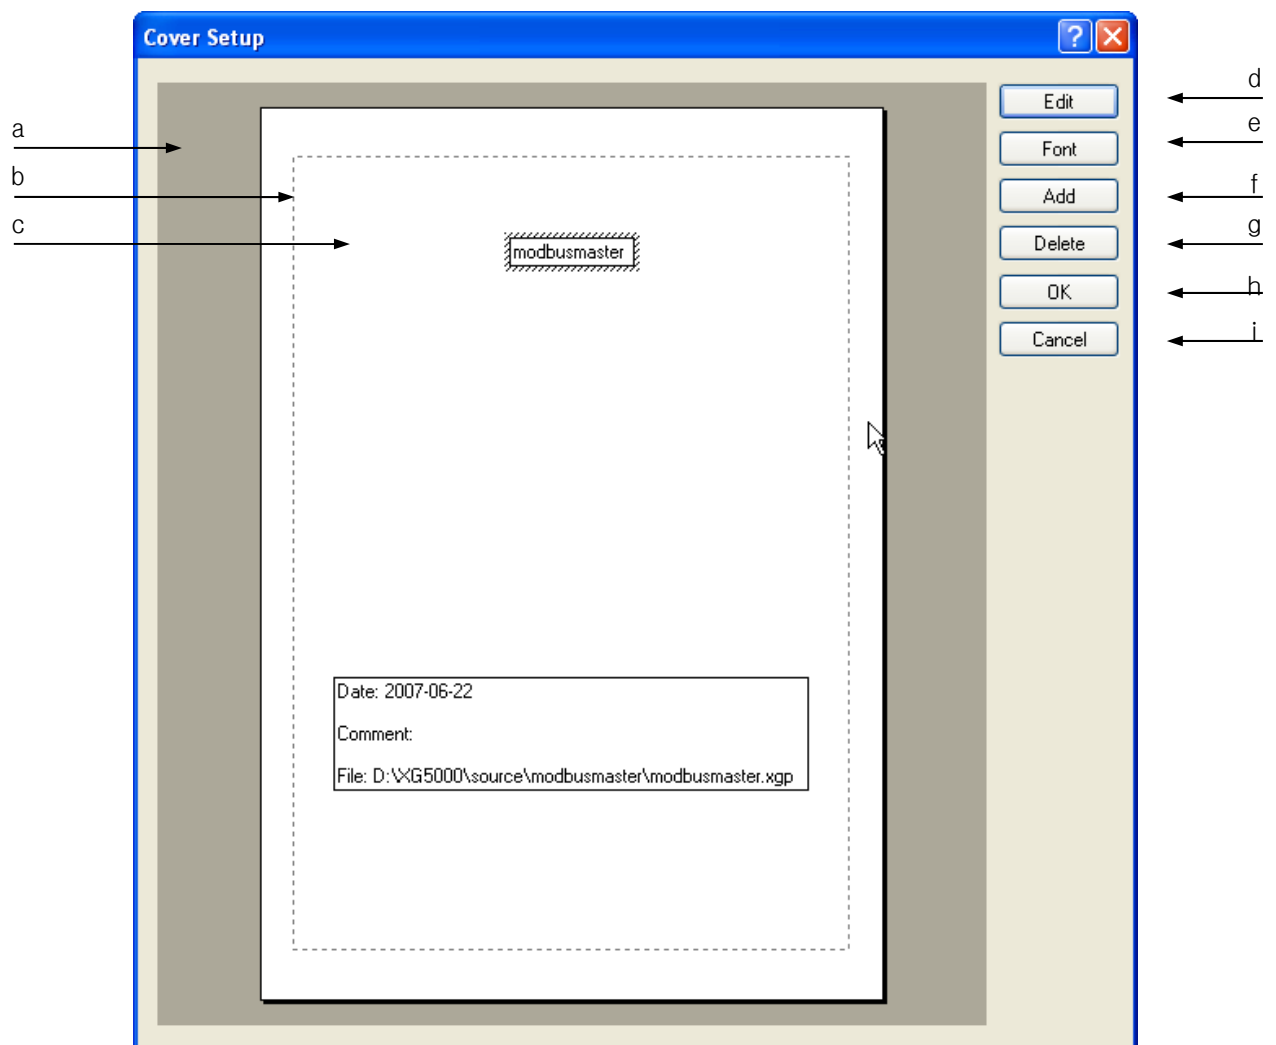 Cover Setup
a
b
c
modbusmaster
Date: 2007-06-22
Comment:
File: D:\XG5000\source\modbusmaster\modbusmaster.xgp
Edit
Font
Add
Delete
OK
Cancel
d
e
f
g
h
i